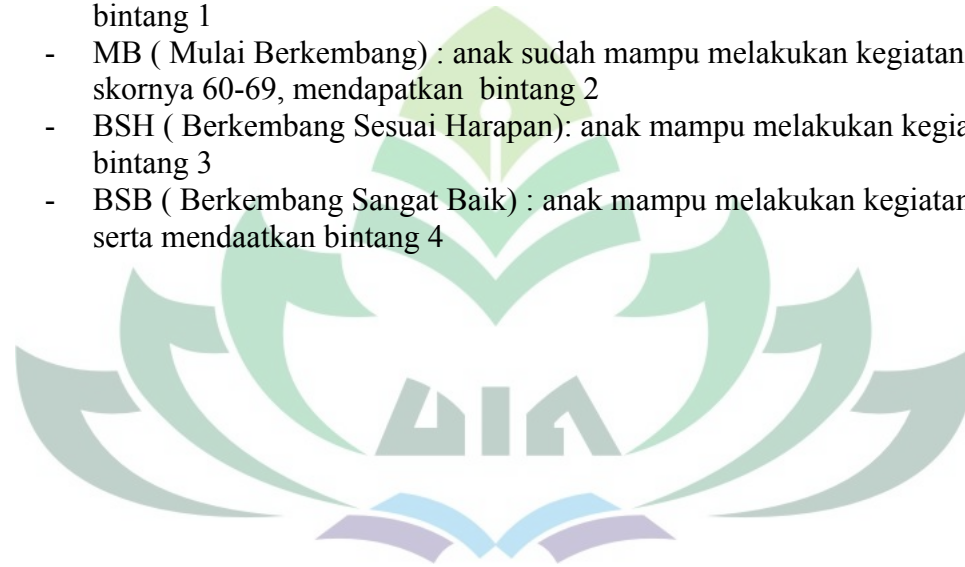 bintang 1
- MB ( Mulai Berkembang) : anak sudah mampu melakukan kegiatan
skornya 60-69, mendapatkan bintang 2
- BSH ( Berkembang Sesuai Harapan): anak mampu melakukan
bintang 3
- BSB ( Berkembang Sangat Baik) : anak mampu melakukan kegiatan
serta mendaatkan bintang 4
UIN